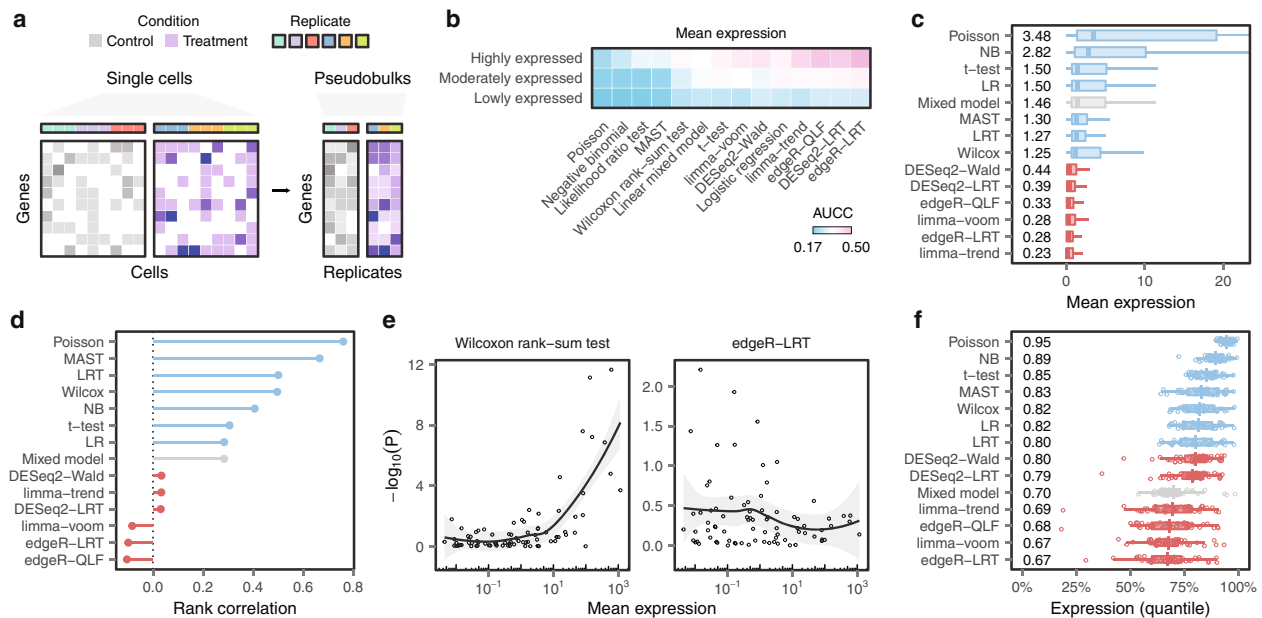 a
Condition
Replicate
Control
Treatment
Single cells
Pseudobulks
Genes
Genes
Cells
Replicates
b
Mean expression
Highly expressed
Moderately expressed
Lowly expressed
Poisson
Negative binomial
Likelihood ratio test
MAST
Wilcoxon rank−sum test
Linear mixed model
t−test
limma−voom
DESeq2−Wald
Logistic regression
limma−trend
edgeR−QLF
DESeq2−LRT
edgeR−LRT
AUCC
0.17 0.50
c
Poisson 3.48
NB 2.82
t−test 1.50
LR 1.50
Mixed model 1.46
MAST 1.30
LRT 1.27
Wilcox 1.25
DESeq2−Wald 0.44
DESeq2−LRT 0.39
edgeR−QLF 0.33
limma−voom 0.28
edgeR−LRT 0.28
limma−trend 0.23
0 10 20
Mean expression
d
Poisson
MAST
LRT
Wilcox
NB
t−test
LR
Mixed model
DESeq2−Wald
limma−trend
DESeq2−LRT
limma−voom
edgeR−LRT
edgeR−QLF
0.0 0.2 0.4 0.6 0.8
Rank correlation
e
Wilcoxon rank−sum test
edgeR−LRT
−log10(P)
12
8
4
0
2.0
1.5
1.0
0.5
0.0
10−1 101 103
10−1 101 103
Mean expression
f
Poisson 0.95
NB 0.89
t−test 0.85
MAST 0.83
Wilcox 0.82
LR 0.82
LRT 0.80
DESeq2−Wald 0.80
DESeq2−LRT 0.79
Mixed model 0.70
limma−trend 0.69
edgeR−QLF 0.68
limma−voom 0.67
edgeR−LRT 0.67
0% 25% 50% 75% 100%
Expression (quantile)